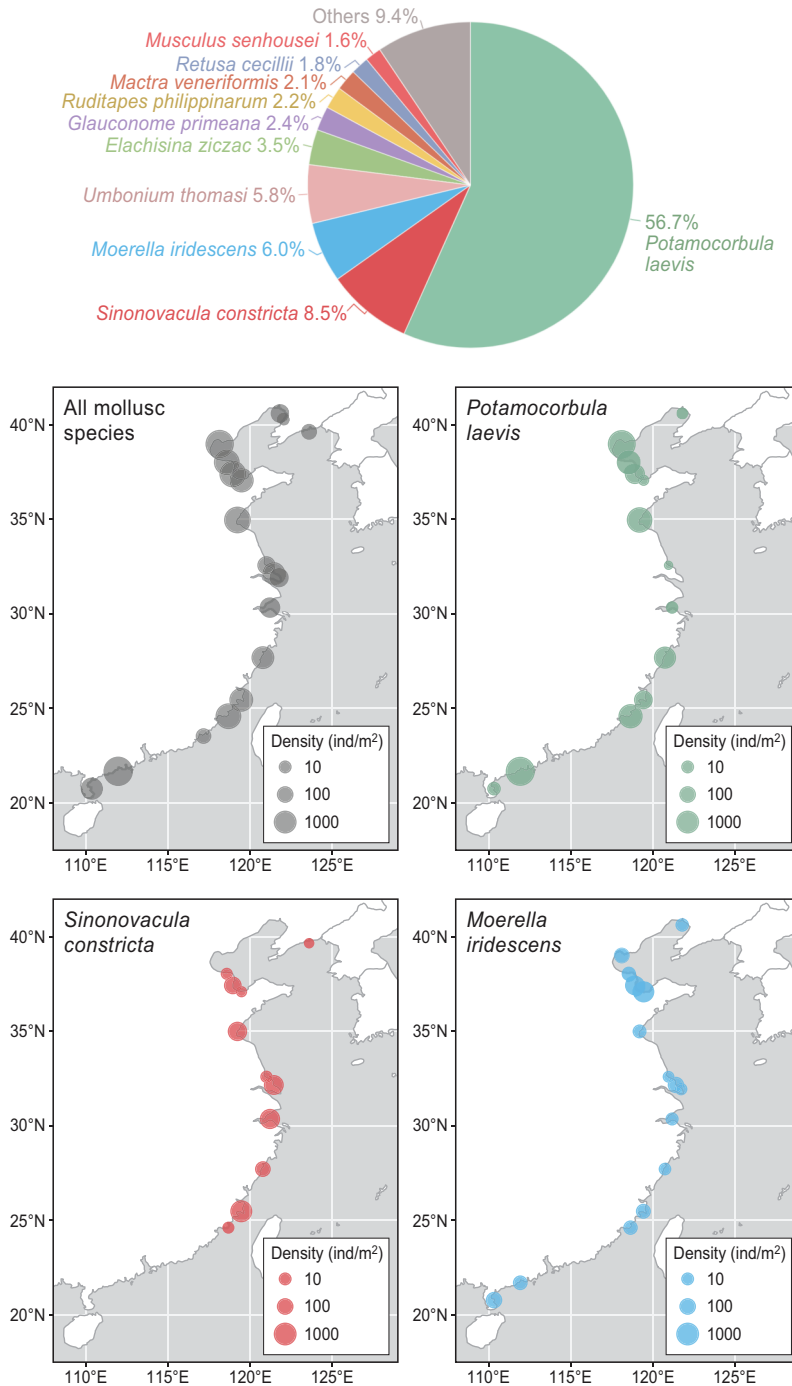 Others 9.4%
Musculus senhousei 1.6%
Retusa cecillii 1.8%
Mactra veneriformis 2.1%
Ruditapes philippinarum 2.2%
Glauconome primeana 2.4%
Elachisina ziczac 3.5%
Umbonium thomasi 5.8%
Moerella iridescens 6.0%
Sinonovacula constricta 8.5%
56.7%
Potamocorbula
laevis
All mollusc
species
40°N
35°N
30°N
25°N
20°N
Density (ind/m²)
10
100
1000
110°E 115°E 120°E 125°E
Potamocorbula
laevis
40°N
35°N
30°N
25°N
20°N
Density (ind/m²)
10
100
1000
110°E 115°E 120°E 125°E
Sinonovacula
constricta
40°N
35°N
30°N
25°N
20°N
Density (ind/m²)
10
100
1000
110°E 115°E 120°E 125°E
Moerella
iridescens
40°N
35°N
30°N
25°N
20°N
Density (ind/m²)
10
100
1000
110°E 115°E 120°E 125°E